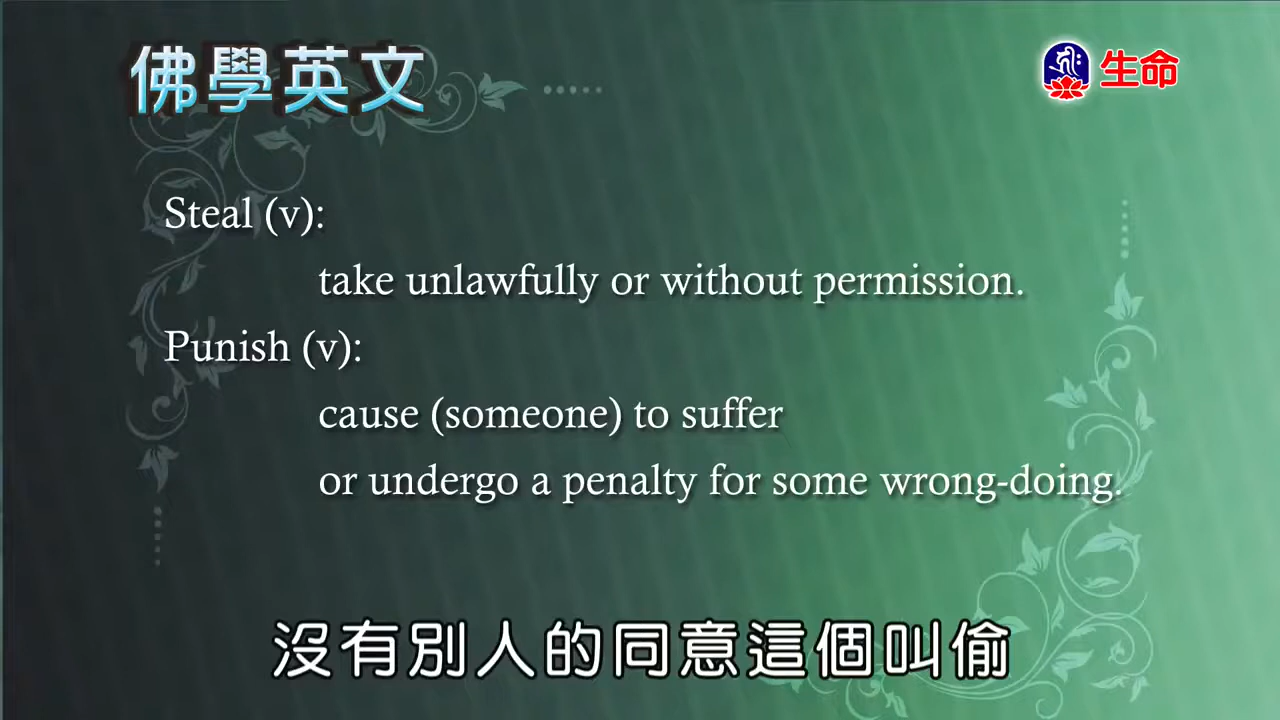 佛學英文
生命
Steal (v):
take unlawfully or without permission.
Punish (v):
cause (someone) to suffer
or undergo a penalty for some wrong-doing.
沒有別人的同意這個叫偷